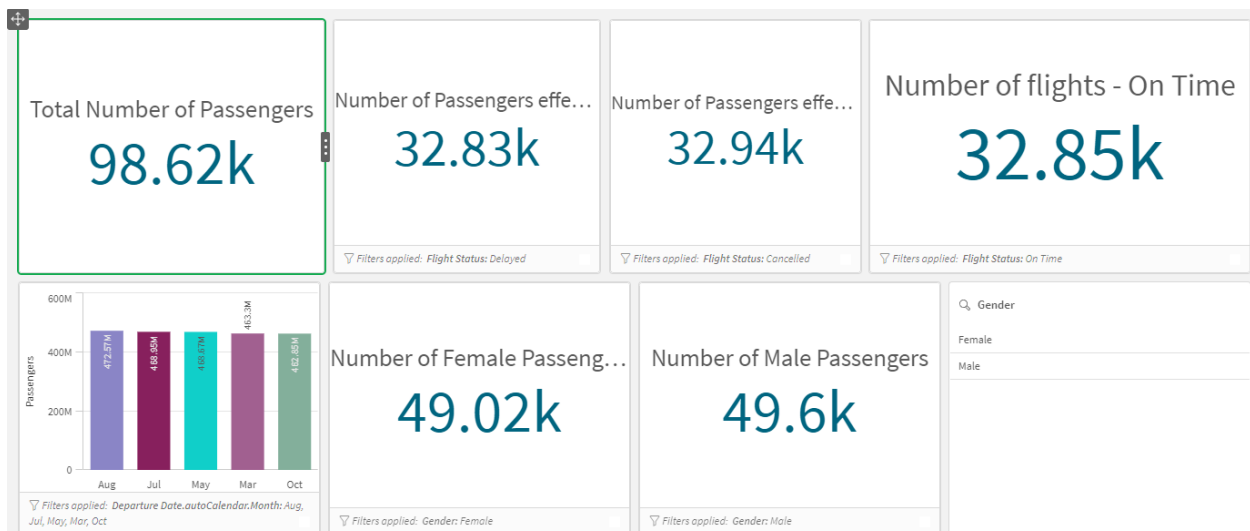 Total Number of Passengers
98.62k
Number of Passengers effe...
32.83k
Filters applied: Flight Status: Delayed
Number of Passengers effe...
32.94k
Filters applied: Flight Status: Cancelled
Number of flights - On Time
32.85k
Filters applied: Flight Status: On Time
Passengers
600M
400M
200M
0
472.57M
468.95M
468.67M
463.3M
462.85M
Aug
Jul
May
Mar
Oct
Filters applied: Departure Date.autoCalendar.Month: Aug,
Jul, May, Mar, Oct
Number of Female Passeng...
49.02k
Filters applied: Gender: Female
Number of Male Passengers
49.6k
Filters applied: Gender: Male
Gender
Female
Male